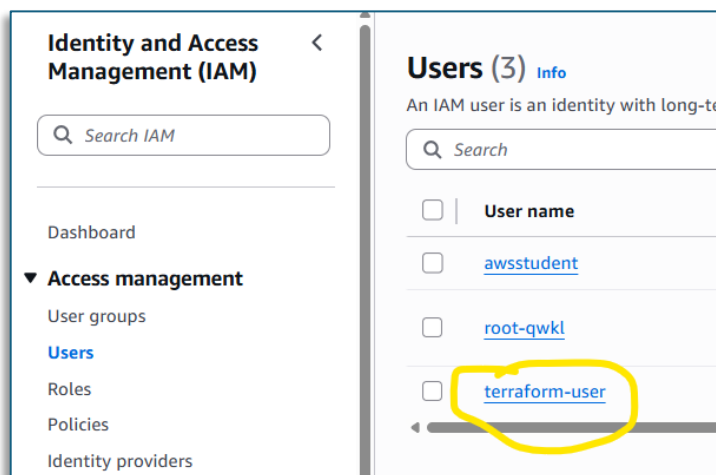 Identity and Access
Management (IAM)
Search IAM
Dashboard
Access management
User groups
Users
Roles
Policies
Identity providers
Users (3) Info
An IAM user is an identity with long-te
Search
User name
awsstudent
root-qwkl
terraform-user